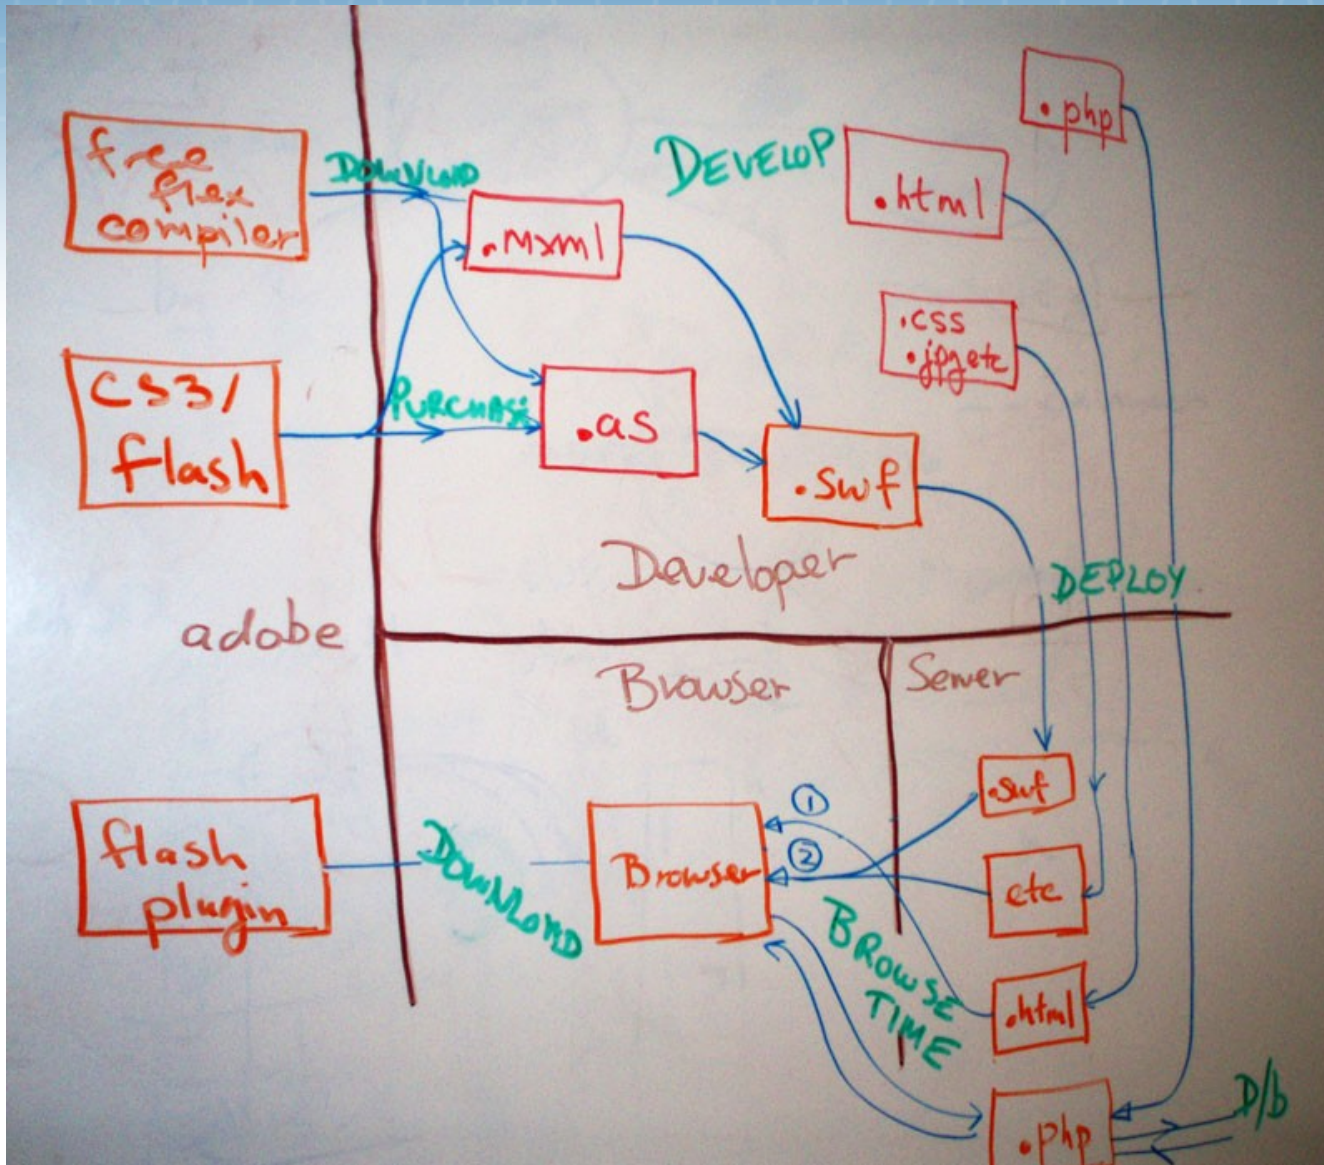 free
flex
compiler
DOWNLOAD
.mxml
DEVELOP
.html
.php
.css
.jpg etc
CS3/
flash
PURCHASE
.as
.swf
Developer
DEPLOY
adobe
Browser
Server
flash
plugin
DOWNLOAD
Browser
1
2
BROWSE
TIME
.swf
etc
.html
.php
D/b